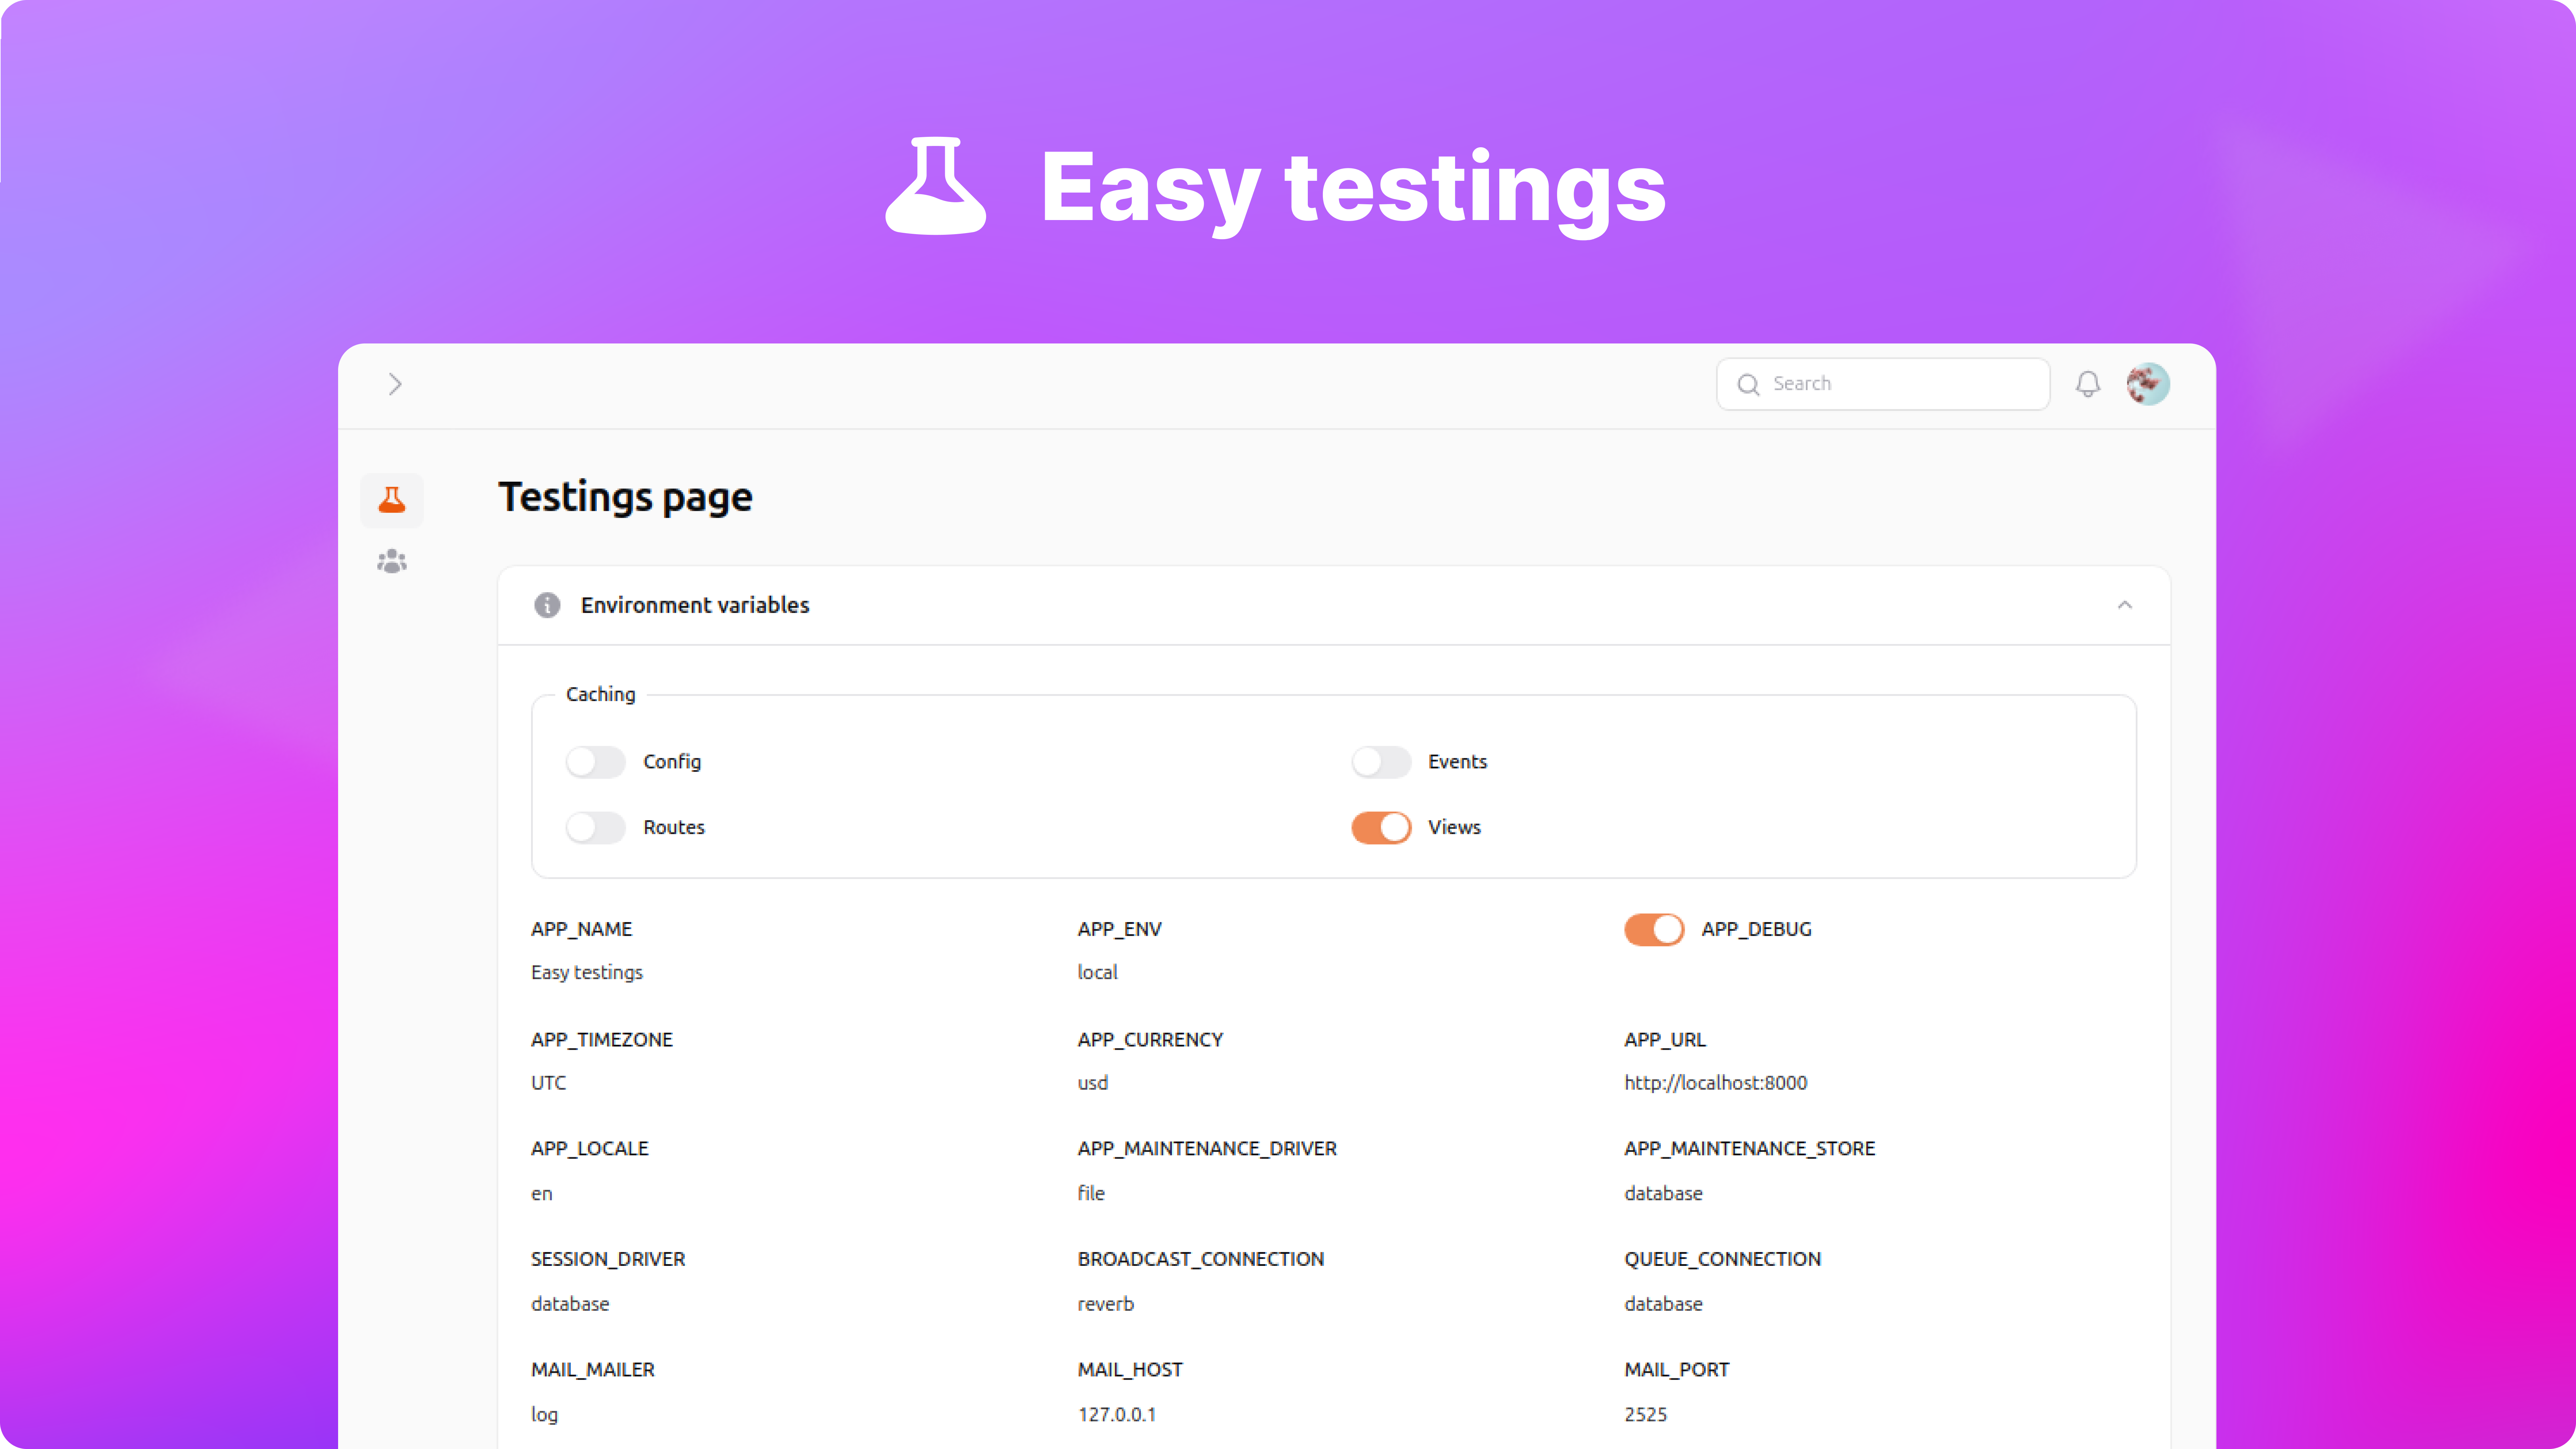 Easy testings
Search
Testings page
Environment variables
Caching
Config
Events
Routes
Views
APP_NAME
APP_ENV
APP_DEBUG
Easy testings
local
APP_TIMEZONE
APP_CURRENCY
APP_URL
UTC
usd
http://localhost:8000
APP_LOCALE
APP_MAINTENANCE_DRIVER
APP_MAINTENANCE_STORE
en
file
database
SESSION_DRIVER
BROADCAST_CONNECTION
QUEUE_CONNECTION
database
reverb
database
MAIL_MAILER
MAIL_HOST
MAIL_PORT
log
127.0.0.1
2525